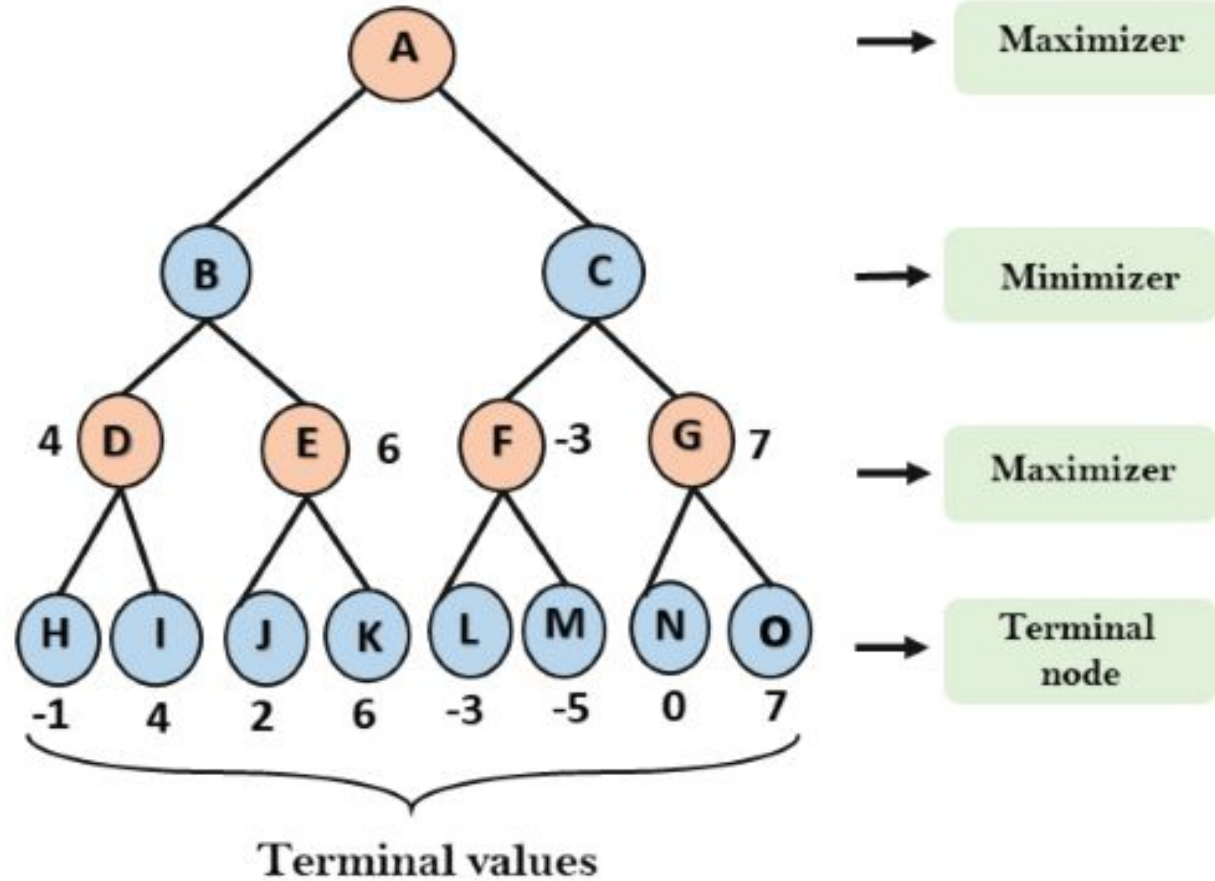 A
Maximizer
B
C
Minimizer
4 D
E 6
F -3
G 7
Maximizer
H I J K L M N O
Terminal
node
-1 4 2 6 -3 -5 0 7
Terminal values